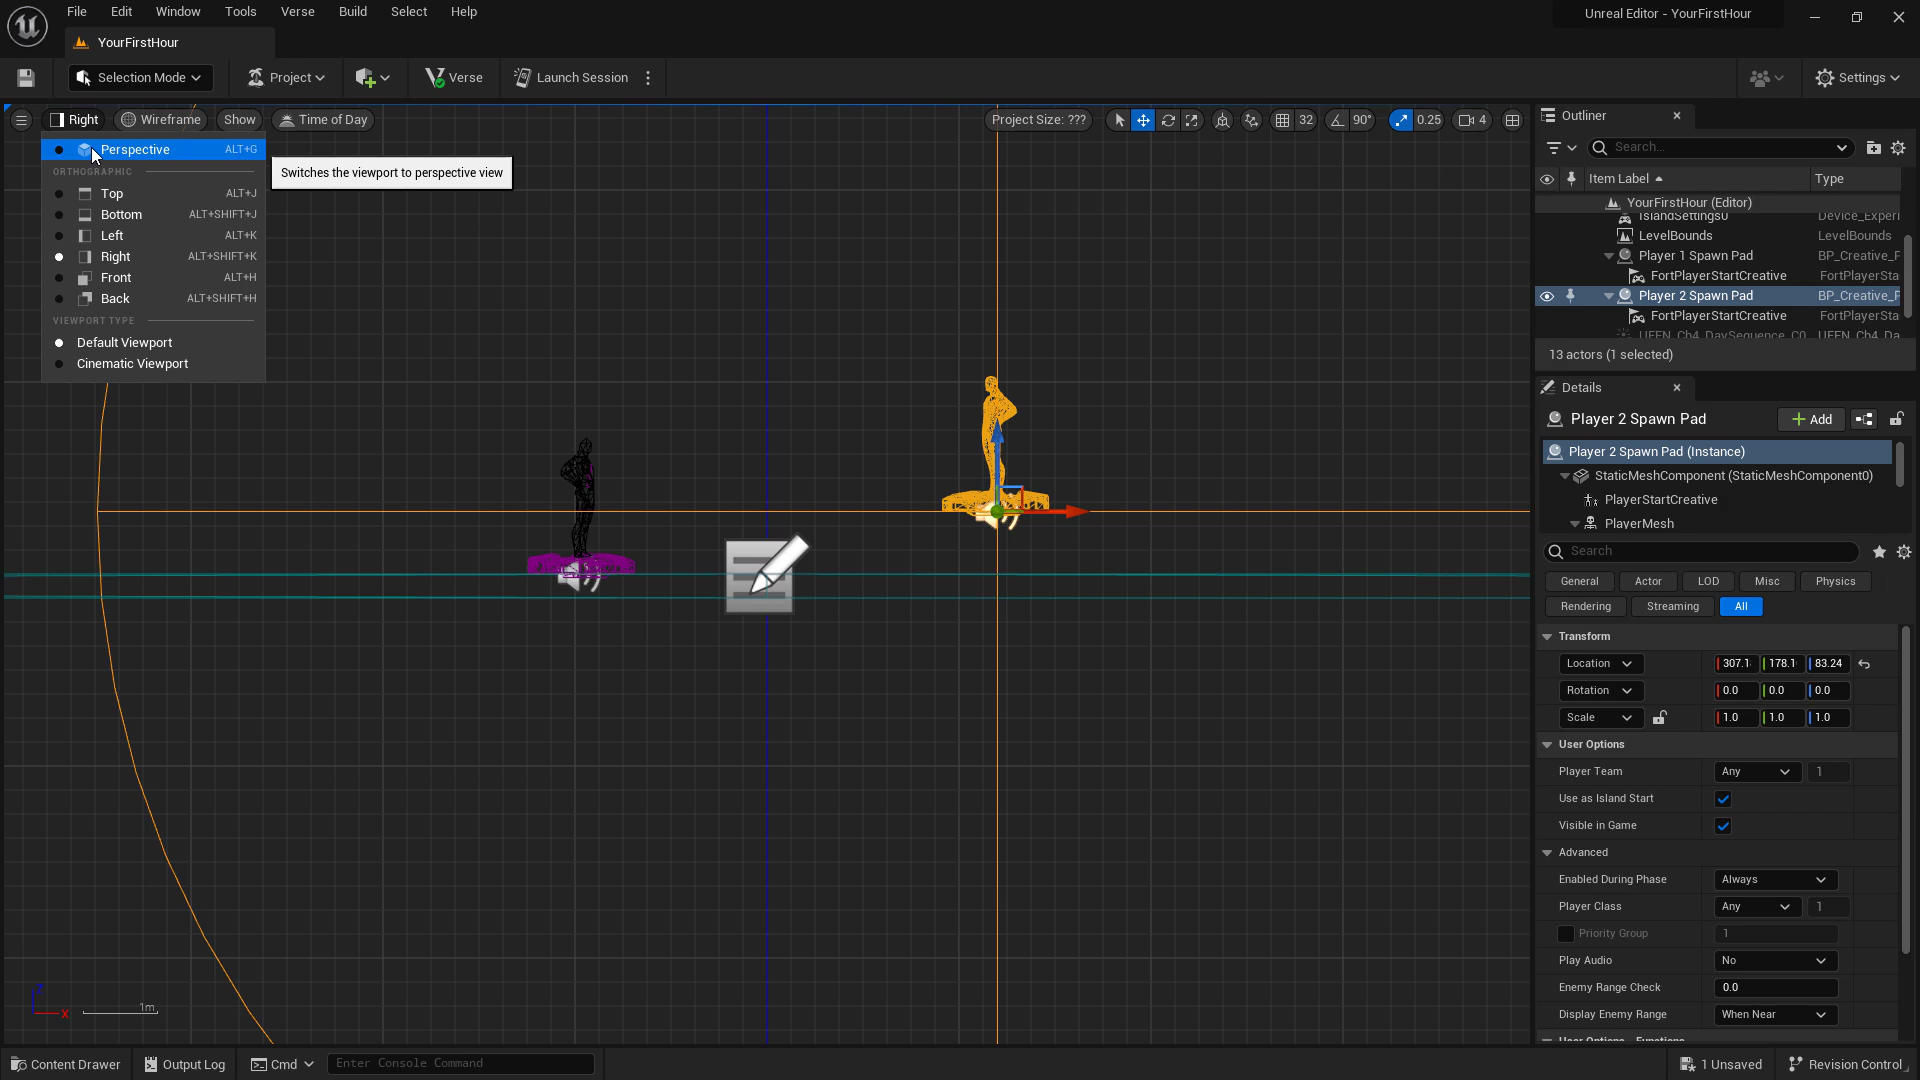 File Edit Window Tools Verse Build Select Help
Unreal Editor - YourFirstHour
YourFirstHour
Selection Mode
Project
Verse
Launch Session
Settings
Right
Wireframe
Show
Time of Day
Project Size: ???
32
90°
0.25
4
Perspective ALT+G
Switches the viewport to perspective view
ORTHOGRAPHIC
Top ALT+J
Bottom ALT+SHIFT+J
Left ALT+K
Right ALT+SHIFT+K
Front ALT+H
Back ALT+SHIFT+H
VIEWPORT TYPE
Default Viewport
Cinematic Viewport
X
1m
Outliner
Search...
Item Label Type
YourFirstHour (Editor)
IslandSettings0 Device_Experi
LevelBounds LevelBounds
Player 1 Spawn Pad BP_Creative_P
FortPlayerStartCreative FortPlayerSta
Player 2 Spawn Pad BP_Creative_P
FortPlayerStartCreative FortPlayerSta
UEFN_Ch4_DaySequence_C0 UEFN_Ch4_Da
13 actors (1 selected)
Details
Player 2 Spawn Pad
Add
Player 2 Spawn Pad (Instance)
StaticMeshComponent (StaticMeshComponent0)
PlayerStartCreative
PlayerMesh
Search
General Actor LOD Misc Physics
Rendering Streaming All
Transform
Location 307.1 178.1 83.24
Rotation 0.0 0.0 0.0
Scale 1.0 1.0 1.0
User Options
Player Team Any 1
Use as Island Start
Visible in Game
Advanced
Enabled During Phase Always
Player Class Any 1
Priority Group 1
Play Audio No
Enemy Range Check 0.0
Display Enemy Range When Near
User Options - Functions
Content Drawer
Output Log
Cmd
Enter Console Command
1 Unsaved
Revision Control